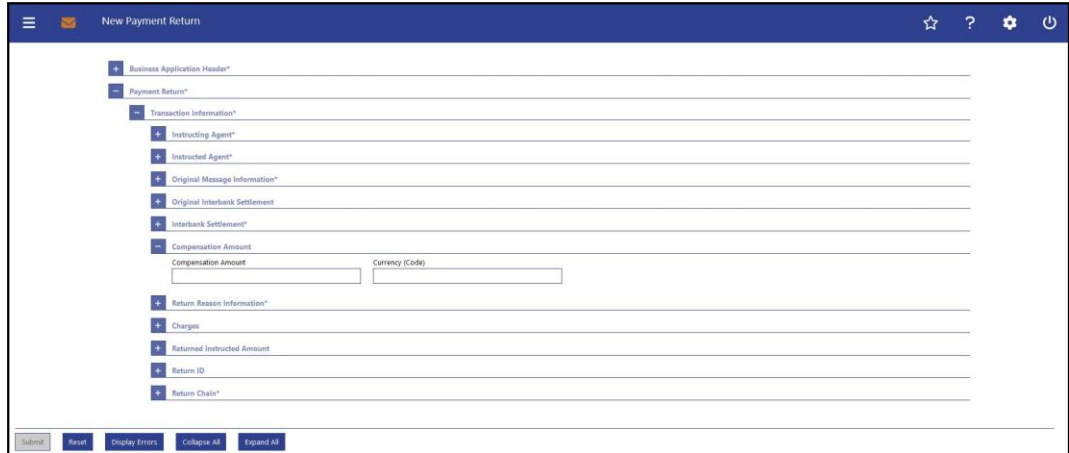 New Payment Return
?
Business Application Header*
Payment Return*
Transaction Information*
Instructing Agent*
Instructed Agent*
Original Message Information*
Original Interbank Settlement
Interbank Settlement*
Compensation Amount
Compensation Amount Currency (Code)
Return Reason Information*
Charges
Returned Instructed Amount
Return ID
Return Chain*
Submit Reset Display Errors Collapse All Expand All